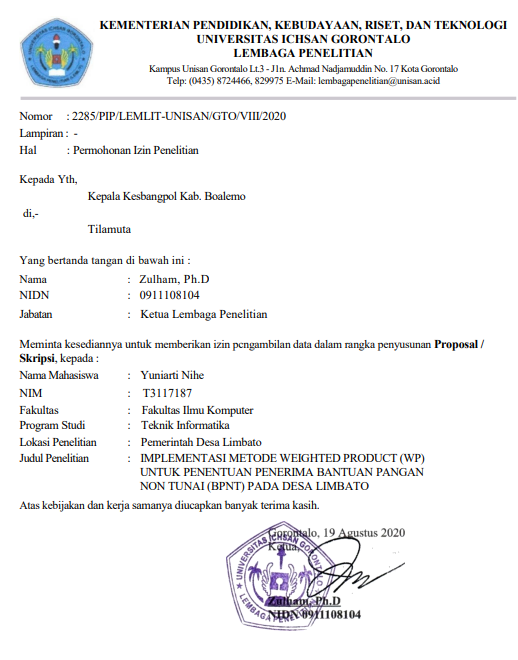 KEMENTERIAN PENDIDIKAN, KEBUDAYAAN, RISET, DAN TEKNOLOGI
UNIVERSITAS ICHSAN GORONTALO
LEMBAGA PENELITIAN
Kampus Unisan Gorontalo Lt.3 - Jln. Achmad Nadjamuddin No. 17 Kota Gorontalo
Telp: (0435) 8724466, 829975 E-Mail: lembagapenelitian@unisan.acid
Nomor : 2285/PIP/LEMLIT-UNISAN/GTO/VIII/2020
Lampiran : -
Hal : Permohonan Izin Penelitian
Kepada Yth,
Kepala Kesbangpol Kab. Boalemo
di,-
Tilamuta
Yang bertanda tangan di bawah ini :
Nama : Zulham, Ph.D
NIDN : 0911108104
Jabatan : Ketua Lembaga Penelitian
Meminta kesediannya untuk memberikan izin pengambilan data dalam rangka penyusunan Proposal /
Skripsi, kepada :
Nama Mahasiswa : Yuniarti Nihe
NIM : T3117187
Fakultas : Fakultas Ilmu Komputer
Program Studi : Teknik Informatika
Lokasi Penelitian : Pemerintah Desa Limbato
Judul Penelitian : IMPLEMENTASI METODE WEIGHTED PRODUCT (WP)
UNTUK PENENTUAN PENERIMA BANTUAN PANGAN
NON TUNAI (BPNT) PADA DESA LIMBATO
Atas kebijakan dan kerja samanya diucapkan banyak terima kasih.
Gorontalo, 19 Agustus 2020
Ketua,
UNIVERSITAS ICHSAN GORONTALO
LEMBAGA PENELITIAN
Zulham, Ph.D
NIDN 0911108104